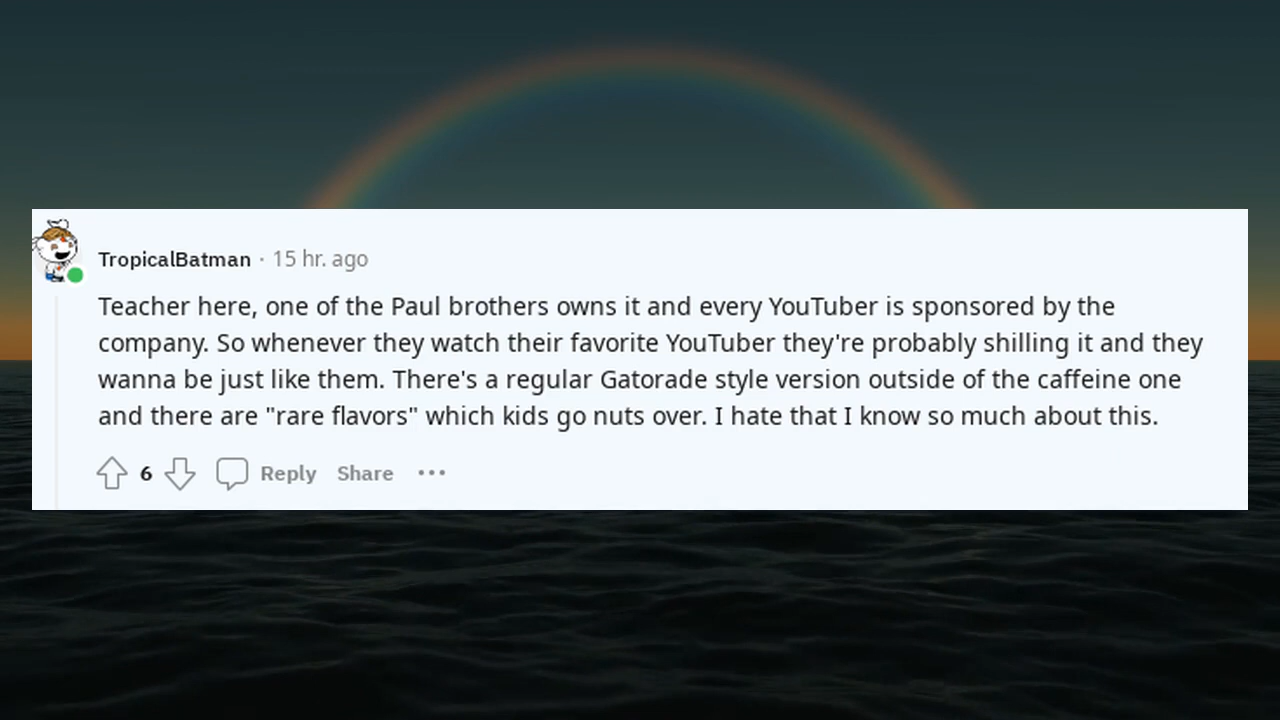 TropicalBatman · 15 hr. ago
Teacher here, one of the Paul brothers owns it and every YouTuber is sponsored by the
company. So whenever they watch their favorite YouTuber they're probably shilling it and they
wanna be just like them. There's a regular Gatorade style version outside of the caffeine one
and there are "rare flavors" which kids go nuts over. I hate that I know so much about this.
6 Reply Share ···